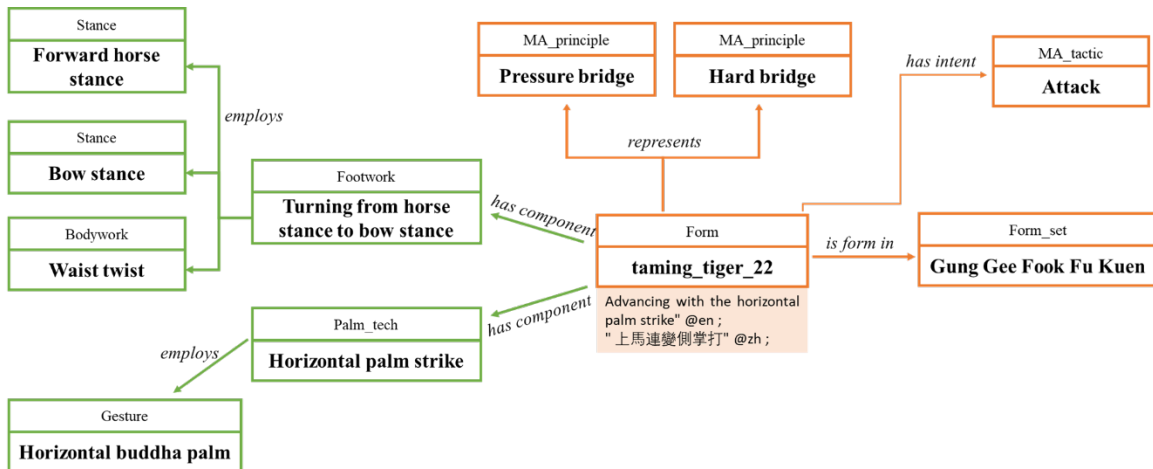 Stance
Forward horse
stance
employs
Stance
Bow stance
Bodywork
Waist twist
Footwork
Turning from horse
stance to bow stance
has component
MA_principle
Pressure bridge
MA_principle
Hard bridge
represents
has intent
MA_tactic
Attack
Form
taming_tiger_22
Advancing with the horizontal
palm strike" @en ;
" 上馬連變側掌打" @zh ;
is form in
Form_set
Gung Gee Fook Fu Kuen
has component
Palm_tech
Horizontal palm strike
employs
Gesture
Horizontal buddha palm